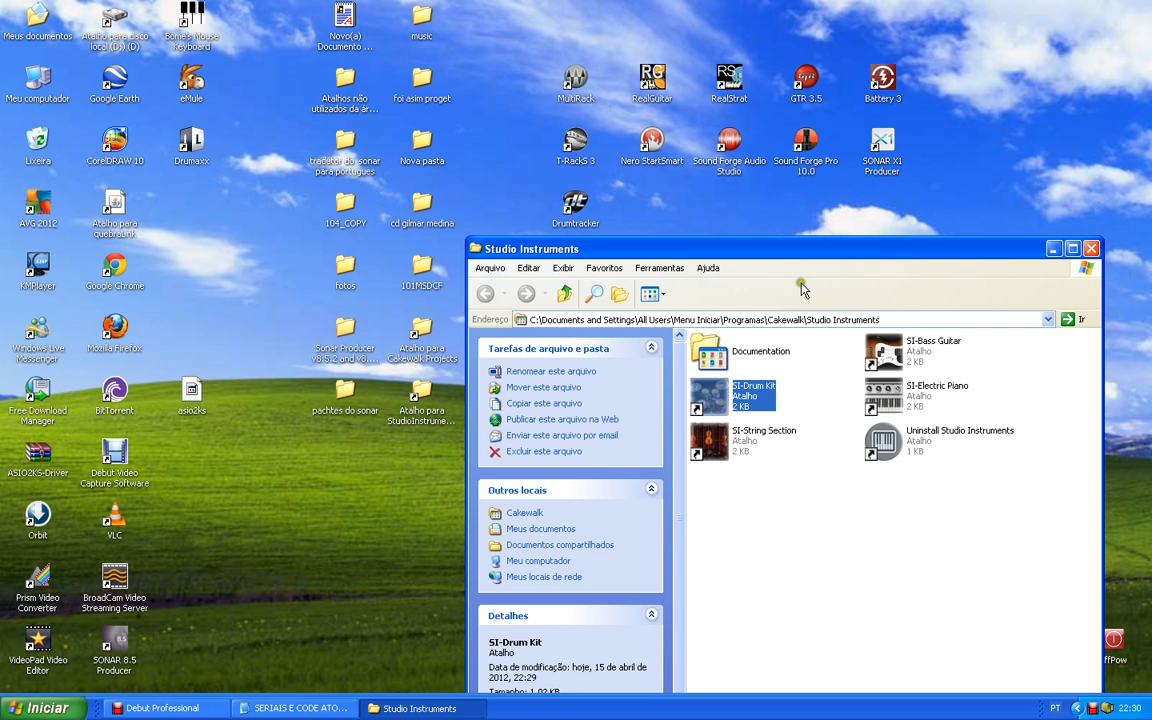 Meus documentos
Atalho para disco
local (D;) (D)
Bome's Mouse
Keyboard
Novo(a)
Documento ...
music
Meu computador
Google Earth
eMule
Atalhos não
utilizados da ár...
foi asim proget
MultiRack
RealGuitar
RealStrat
GTR 3.5
Battery 3
Lixeira
CorelDRAW 10
Drumaxx
tradutor do sonar
para portugues
Nova pasta
T-RackS 3
Nero StartSmart
Sound Forge Audio
Studio
Sound Forge Pro
10.0
SONAR X1
Producer
AVG 2012
Atalho para
quebraLink
104_COPY
cd gilmar medina
Drumtracker
KMPlayer
Google Chrome
fotos
101MSDCF
Windows Live
Messenger
Mozilla Firefox
Sonar Producer
v8.5.2 and v8....
Atalho para
Cakewalk Projects
Free Download
Manager
BitTorrent
asio2ks
pachtes do sonar
Atalho para
StudioInstrume...
ASIO2KS-Driver
Debut Video
Capture Software
Orbit
VLC
Prism Video
Converter
BroadCam Video
Streaming Server
VideoPad Video
Editor
SONAR 8.5
Producer
ffPow
Studio Instruments
Arquivo Editar Exibir Favoritos Ferramentas Ajuda
Endereço C:\Documents and Settings\All Users\Menu Iniciar\Programas\Cakewalk\Studio Instruments Ir
Tarefas de arquivo e pasta
Renomear este arquivo
Mover este arquivo
Copiar este arquivo
Publicar este arquivo na Web
Enviar este arquivo por email
Excluir este arquivo
Outros locais
Cakewalk
Meus documentos
Documentos compartilhados
Meu computador
Meus locais de rede
Detalhes
SI-Drum Kit
Atalho
Data de modificação: hoje, 15 de abril de
2012, 22:29
Tamanho: 1,02 KB
Documentation
SI-Bass Guitar
Atalho
2 KB
SI-Drum Kit
Atalho
2 KB
SI-Electric Piano
Atalho
2 KB
SI-String Section
Atalho
2 KB
Uninstall Studio Instruments
Atalho
1 KB
Iniciar
Debut Professional
SERIAIS E CODE ATO...
Studio Instruments
PT
22:30